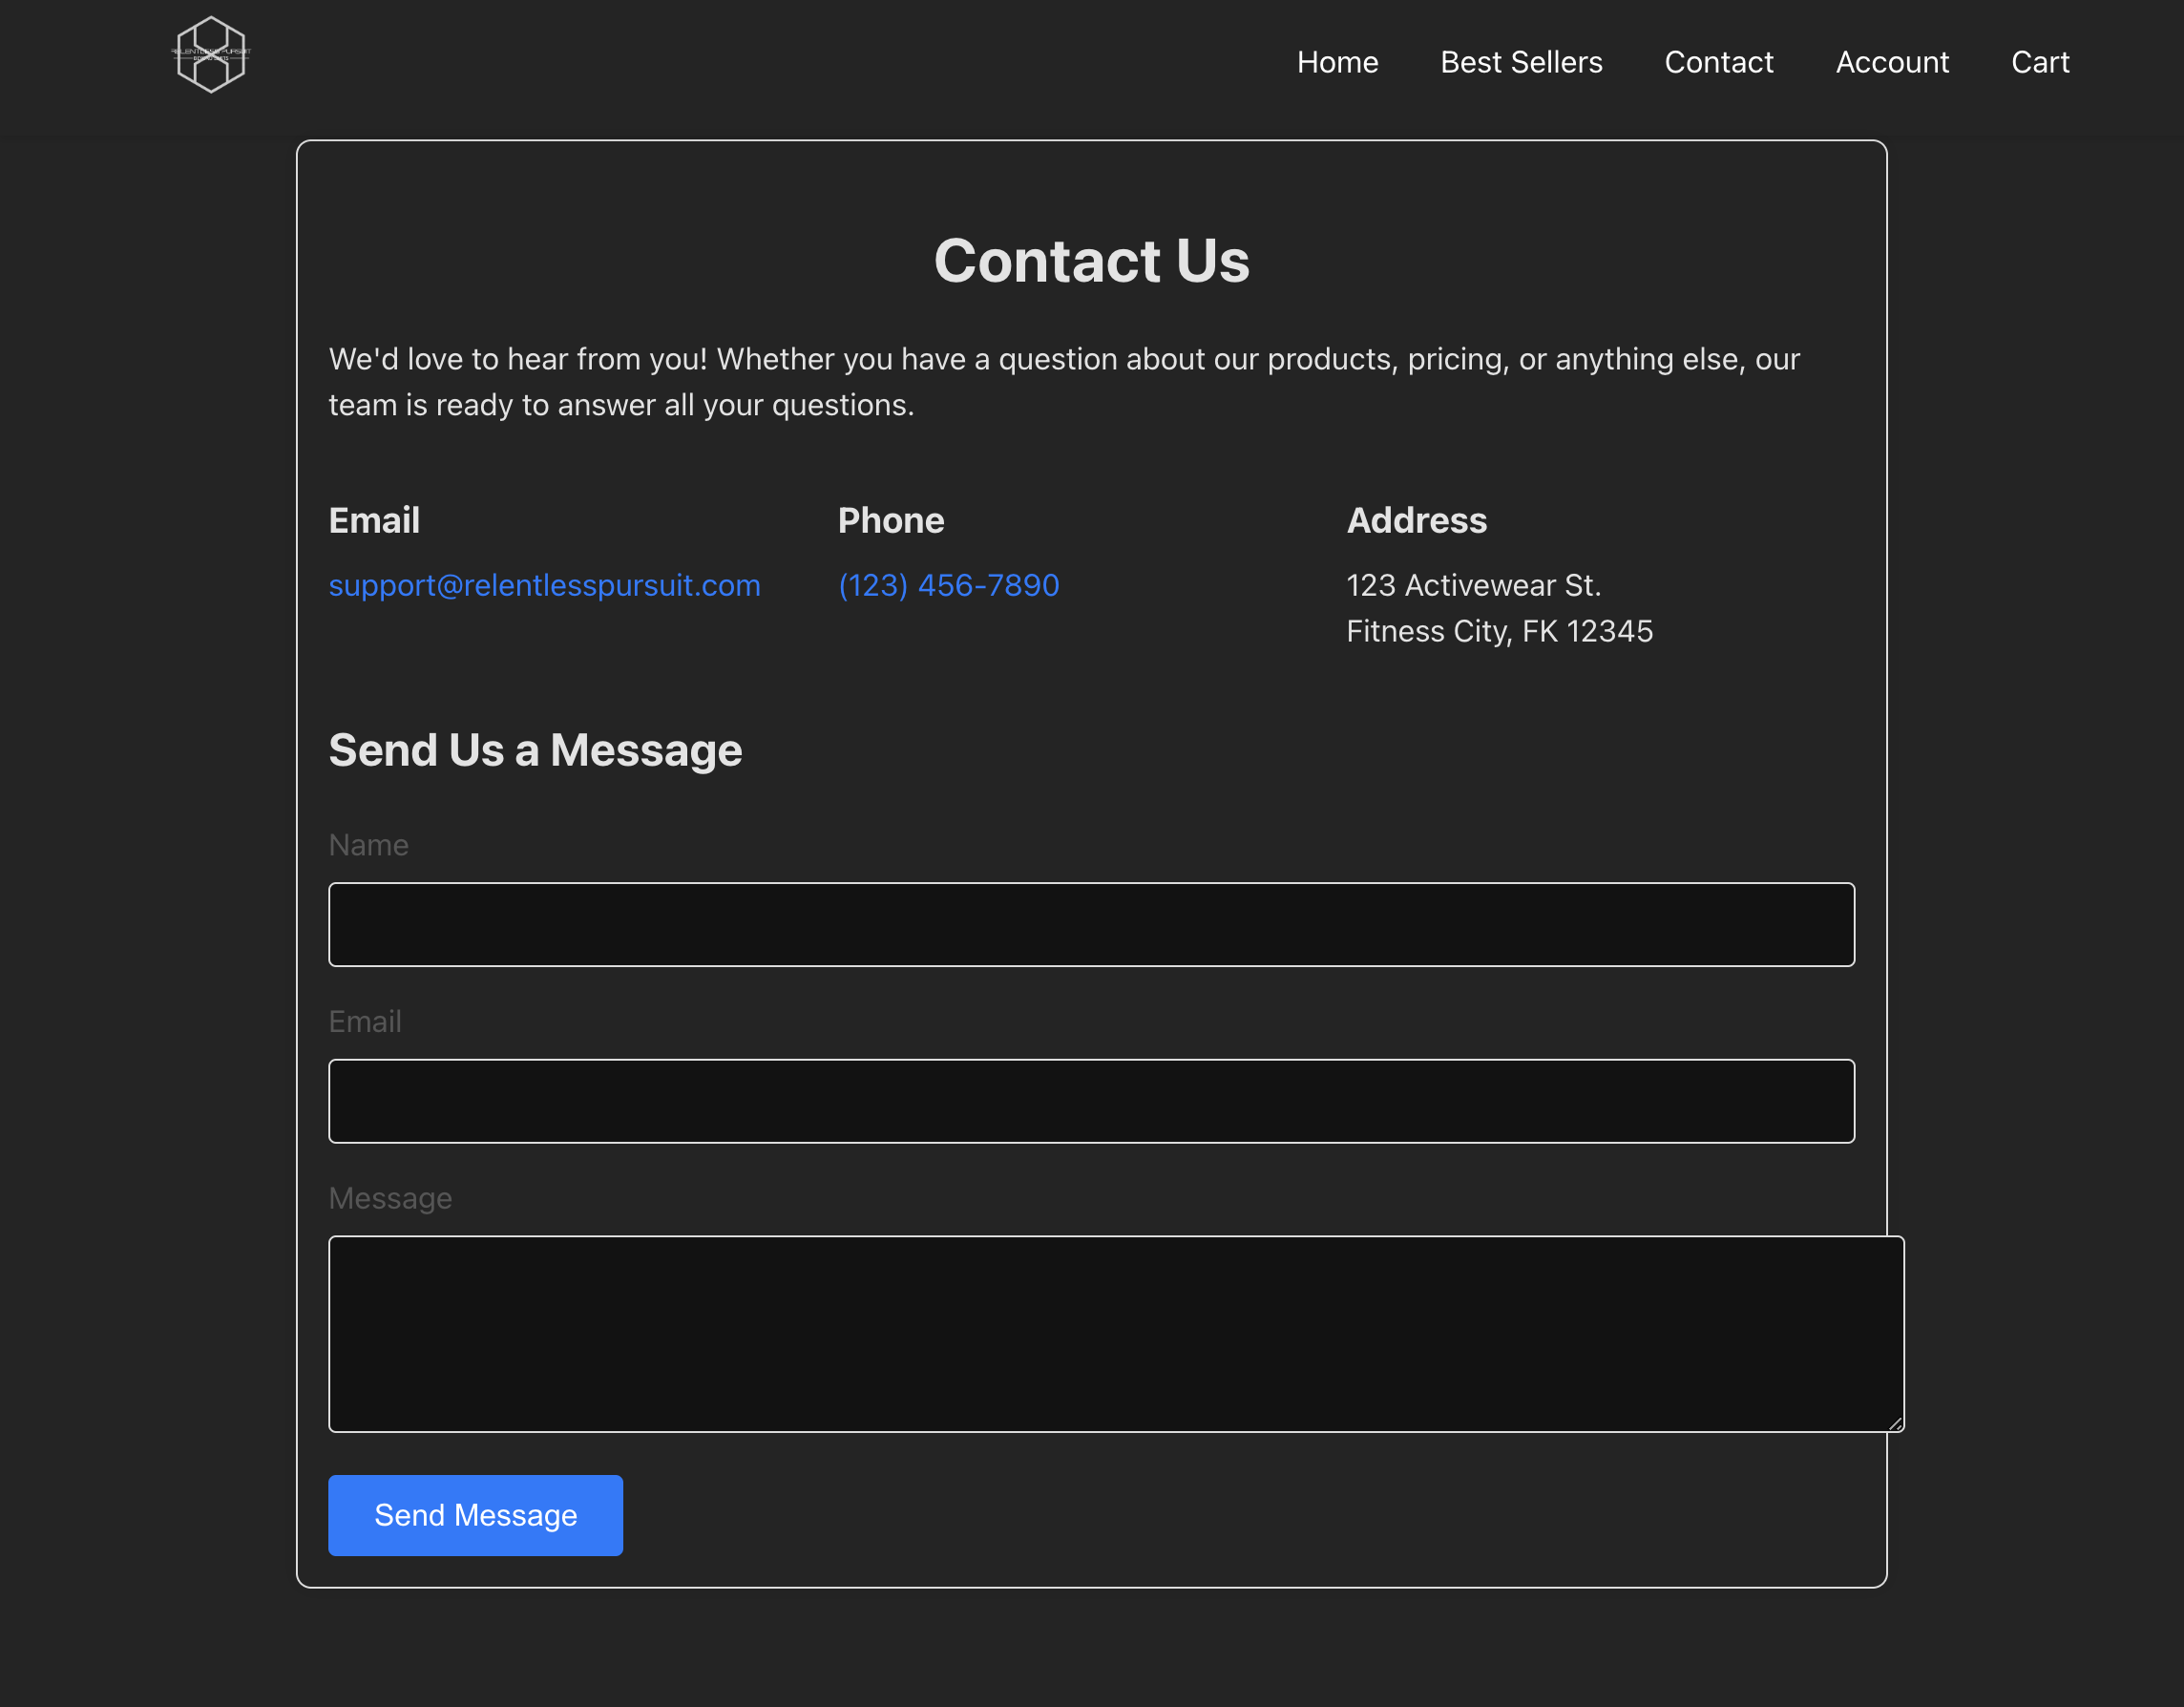 RELENTLESS PURSUIT
Home
Best Sellers
Contact
Account
Cart
Contact Us
We'd love to hear from you! Whether you have a question about our products, pricing, or anything else, our
team is ready to answer all your questions.
Email
Phone
Address
support@relentlesspursuit.com
(123) 456-7890
123 Activewear St.
Fitness City, FK 12345
Send Us a Message
Name
Email
Message
Send Message